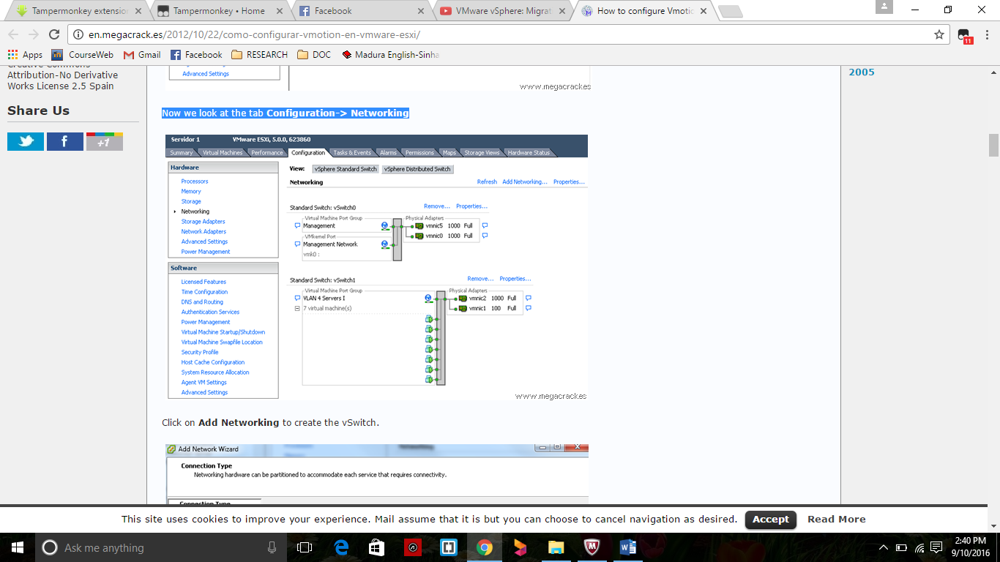 Tampermonkey extension
Tampermonkey • Home
Facebook
VMware vSphere: Migrat
How to configure Vmotio
en.megacrack.es/2012/10/22/como-configurar-vmotion-en-vmware-esxi/
11
Apps
CourseWeb
Gmail
Facebook
RESEARCH
DOC
Madura English-Sinha
Creative Commons
Attribution-No Derivative
Works License 2.5 Spain
Share Us
+1
2005
Advanced Settings
www.megacrack.es
Now we look at the tab Configuration-> Networking
Servidor 1 VMware ESXi, 5.0.0, 623860
Summary Virtual Machines Performance Configuration Tasks & Events Alarms Permissions Maps Storage Views Hardware Status
Hardware
Processors
Memory
Storage
Networking
Storage Adapters
Network Adapters
Advanced Settings
Power Management
Software
Licensed Features
Time Configuration
DNS and Routing
Authentication Services
Power Management
Virtual Machine Startup/Shutdown
Virtual Machine Swapfile Location
Security Profile
Host Cache Configuration
System Resource Allocation
Agent VM Settings
Advanced Settings
View: vSphere Standard Switch vSphere Distributed Switch
Networking Refresh Add Networking... Properties...
Standard Switch: vSwitch0 Remove... Properties...
Virtual Machine Port Group Physical Adapters
Management vmnic5 1000 Full
VMkernel Port vmnic0 1000 Full
Management Network
vmk0 :
Standard Switch: vSwitch1 Remove... Properties...
Virtual Machine Port Group Physical Adapters
VLAN 4 Servers I vmnic2 1000 Full
7 virtual machine(s) vmnic1 100 Full
www.megacrack.es
Click on Add Networking to create the vSwitch.
Add Network Wizard
Connection Type
Networking hardware can be partitioned to accommodate each service that requires connectivity.
Connection Type
This site uses cookies to improve your experience. Mail assume that it is but you can choose to cancel navigation as desired. Accept Read More
Ask me anything
2:40 PM
9/10/2016